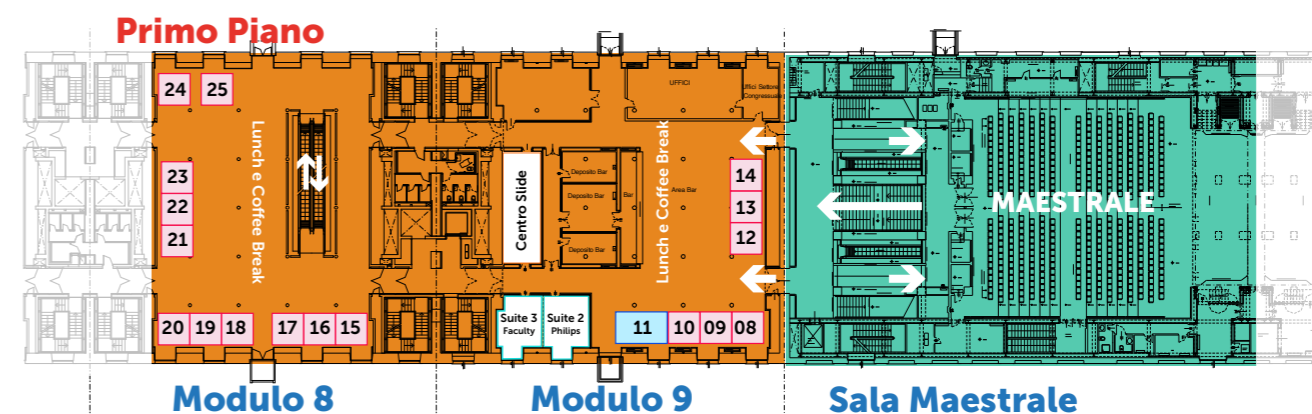 Primo Piano
24 25
23
22
21
20 19 18 17 16 15
Lunch e Coffee Break
Centro Slide
UFFICI
Uffici Settore
Congressuale
Deposito Bar
Deposito Bar
Deposito Bar
Bar
Area Bar
Lunch e Coffee Break
14
13
12
Suite 3
Faculty
Suite 2
Philips
11 10 09 08
MAESTRALE
Modulo 8
Modulo 9
Sala Maestrale